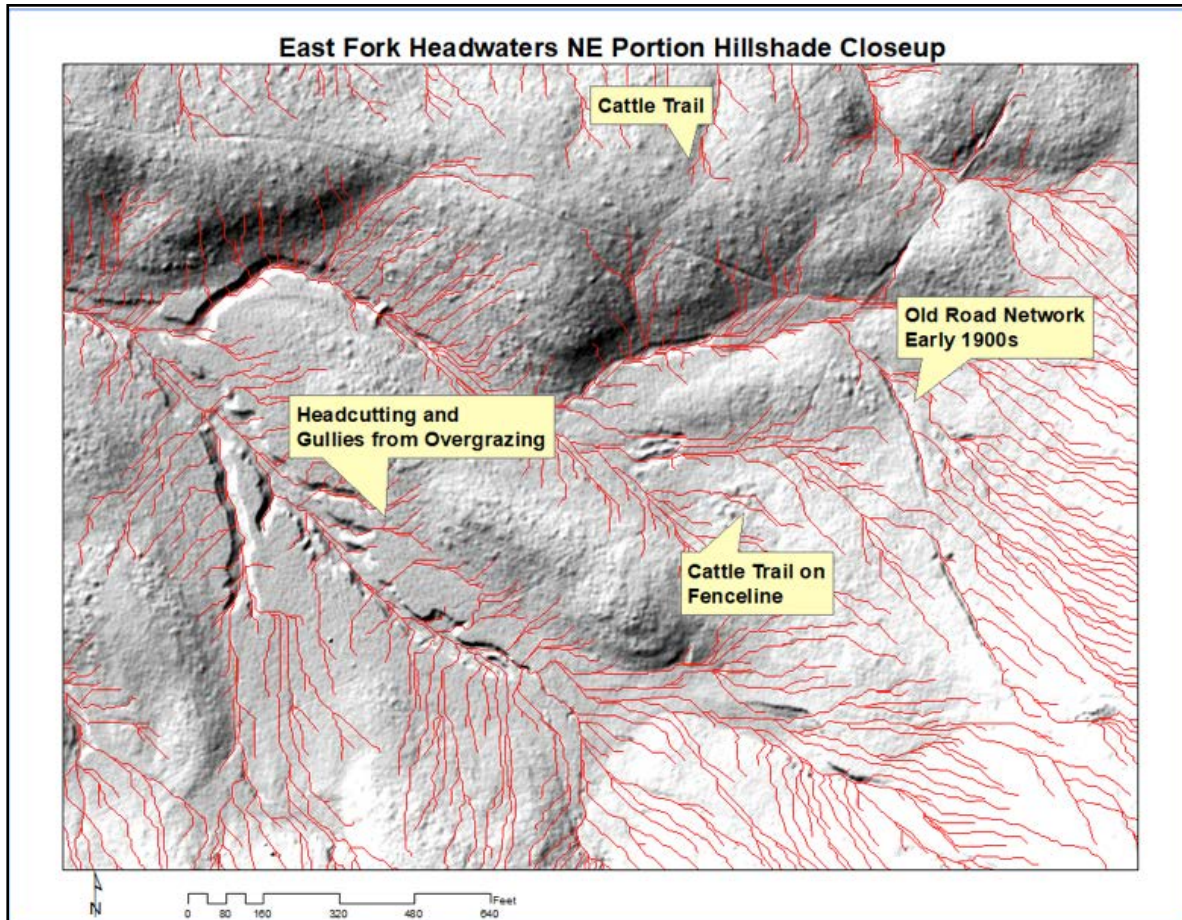 East Fork Headwaters NE Portion Hillshade Closeup
Cattle Trail
Old Road Network
Early 1900s
Headcutting and
Gullies from Overgrazing
Cattle Trail on
Fenceline
N
Feet
0 80 160 320 480 640